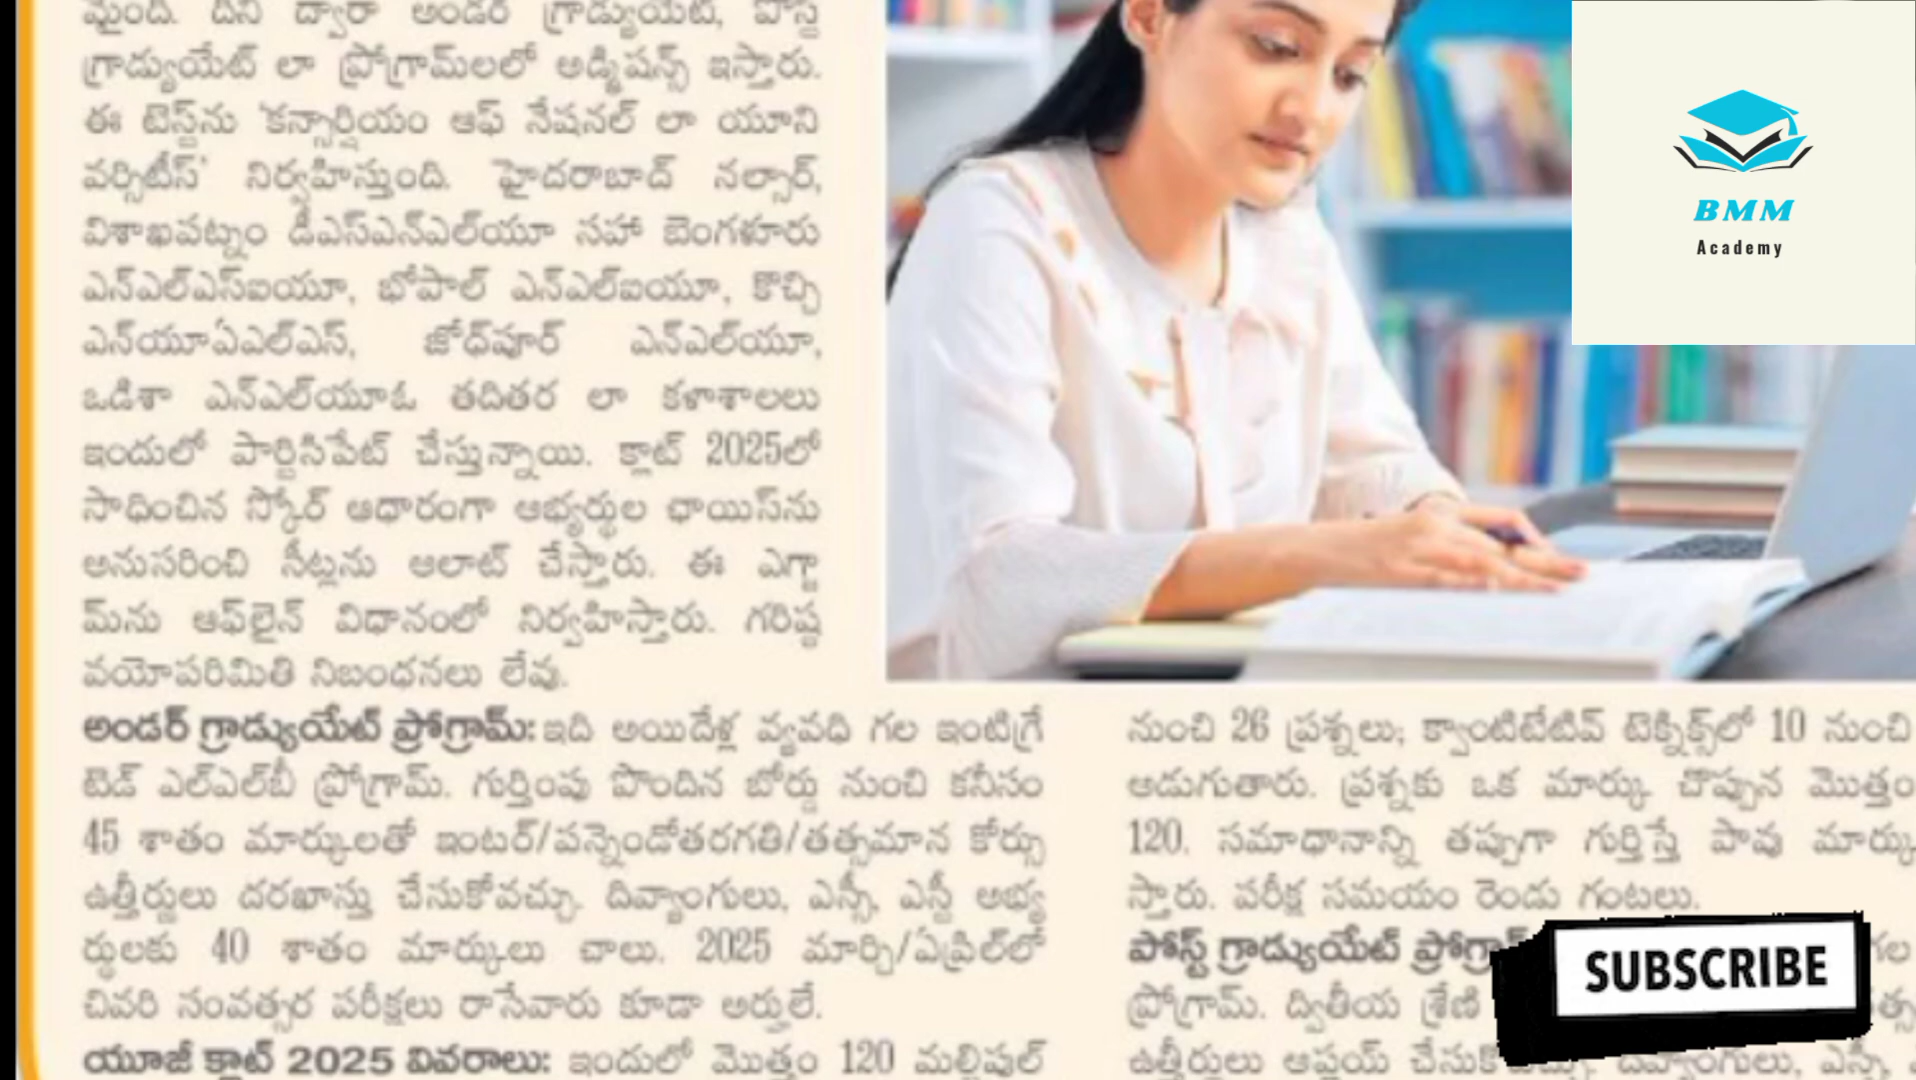 మైంది. దీని ద్వారా అండర్ గ్రాడ్యుయేట్, పోస్ట్
గ్రాడ్యుయేట్ లా ప్రోగ్రామ్‌లలో అడ్మిషన్స్ ఇస్తారు.
ఈ టెస్ట్‌ను 'కన్సార్షియం ఆఫ్ నేషనల్ లా యూని
వర్సిటీస్' నిర్వహిస్తుంది. హైదరాబాద్ నల్సార్,
విశాఖపట్నం డీఎస్ఎన్ఎల్‌యూ సహా బెంగళూరు
ఎన్ఎల్ఎస్ఐయూ, భోపాల్ ఎన్ఎల్ఐయూ, కొచ్చి
ఎన్‌యూఏఎల్ఎస్, జోధ్‌పూర్ ఎన్ఎల్‌యూ,
ఒడిశా ఎన్ఎల్‌యూఓ తదితర లా కళాశాలలు
ఇందులో పార్టిసిపేట్ చేస్తున్నాయి. క్లాట్ 2025లో
సాధించిన స్కోర్ ఆధారంగా అభ్యర్థుల ఛాయిస్‌ను
అనుసరించి సీట్లను అలాట్ చేస్తారు. ఈ ఎగ్జా
మ్‌ను ఆఫ్‌లైన్ విధానంలో నిర్వహిస్తారు. గరిష్ఠ
వయోపరిమితి నిబంధనలు లేవు.
అండర్ గ్రాడ్యుయేట్ ప్రోగ్రామ్: ఇది అయిదేళ్ల వ్యవధి గల ఇంటిగ్రే
టెడ్ ఎల్ఎల్‌బీ ప్రోగ్రామ్. గుర్తింపు పొందిన బోర్డు నుంచి కనీసం
45 శాతం మార్కులతో ఇంటర్/పన్నెండోతరగతి/తత్సమాన కోర్సు
ఉత్తీర్ణులు దరఖాస్తు చేసుకోవచ్చు. దివ్యాంగులు, ఎస్సీ, ఎస్టీ అభ్య
ర్థులకు 40 శాతం మార్కులు చాలు. 2025 మార్చి/ఏప్రిల్‌లో
చివరి సంవత్సర పరీక్షలు రాసేవారు కూడా అర్హులే.
యూజీ క్లాట్ 2025 వివరాలు: ఇందులో మొత్తం 120 మల్టిపుల్
నుంచి 26 ప్రశ్నలు; క్వాంటిటేటివ్ టెక్నిక్స్‌లో 10 నుంచి
అడుగుతారు. ప్రశ్నకు ఒక మార్కు చొప్పున మొత్తం
120. సమాధానాన్ని తప్పుగా గుర్తిస్తే పావు మార్కు
స్తారు. పరీక్ష సమయం రెండు గంటలు.
పోస్ట్ గ్రాడ్యుయేట్ గల
ప్రోగ్రామ్. ద్వితీయ శ్రేణి
ఉత్తీర్ణులు అప్లయ్ దివ్యాంగులు, ఎస్సీ,
BMM
Academy
SUBSCRIBE